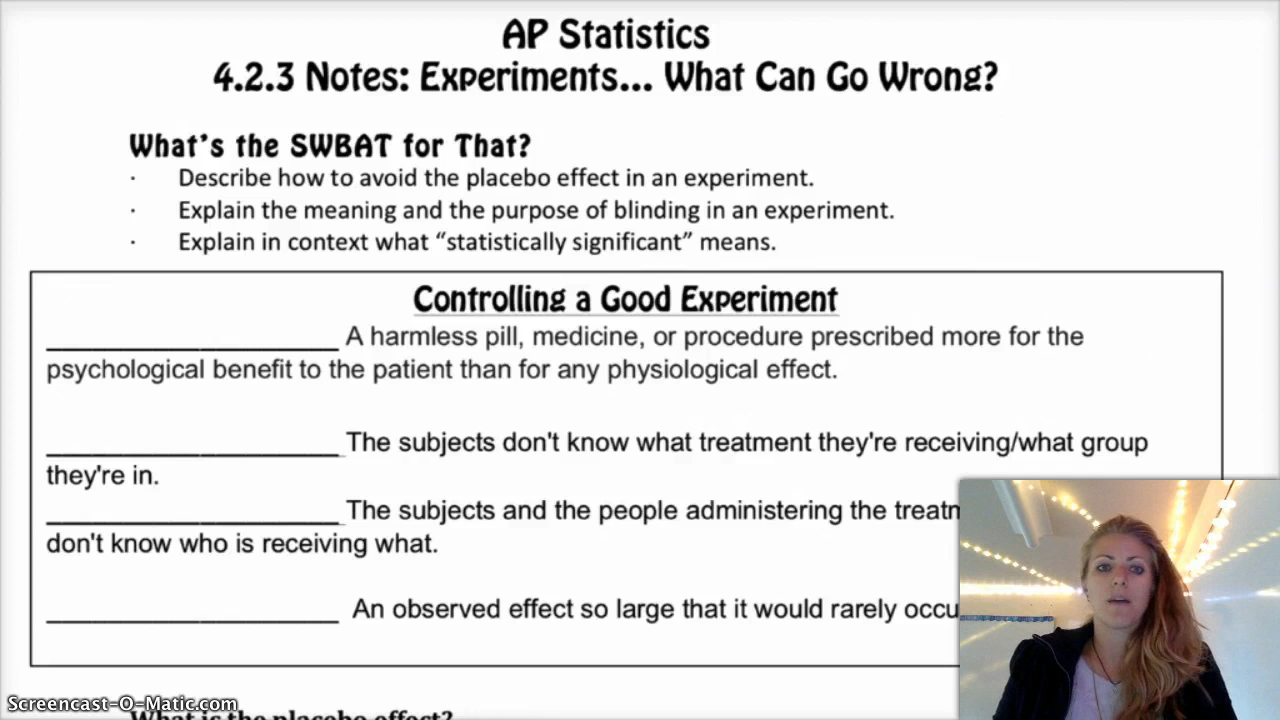 AP Statistics
4.2.3 Notes: Experiments... What Can Go Wrong?
What's the SWBAT for That?
· Describe how to avoid the placebo effect in an experiment.
· Explain the meaning and the purpose of blinding in an experiment.
· Explain in context what “statistically significant” means.
Controlling a Good Experiment
____________________ A harmless pill, medicine, or procedure prescribed more for the
psychological benefit to the patient than for any physiological effect.
____________________ The subjects don't know what treatment they're receiving/what group
they're in.
____________________ The subjects and the people administering the
don't know who is receiving what.
____________________ An observed effect so large that it would rarely
Screencast-O-Matic.com
What is the placebo effect?